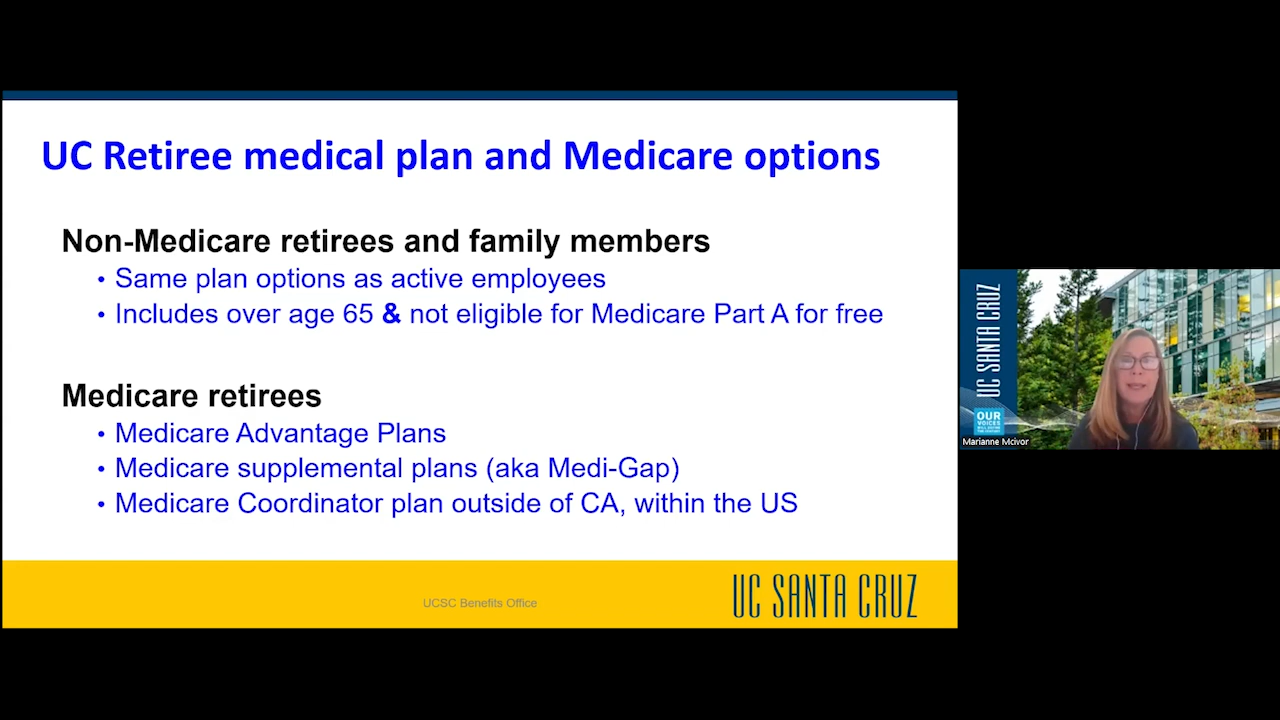 UC Retiree medical plan and Medicare options
Non-Medicare retirees and family members
• Same plan options as active employees
• Includes over age 65 & not eligible for Medicare Part A for free
Medicare retirees
• Medicare Advantage Plans
• Medicare supplemental plans (aka Medi-Gap)
• Medicare Coordinator plan outside of CA, within the US
UCSC Benefits Office
UC SANTA CRUZ
UC SANTA CRUZ
OUR
VOICES
Marianne Mcivor